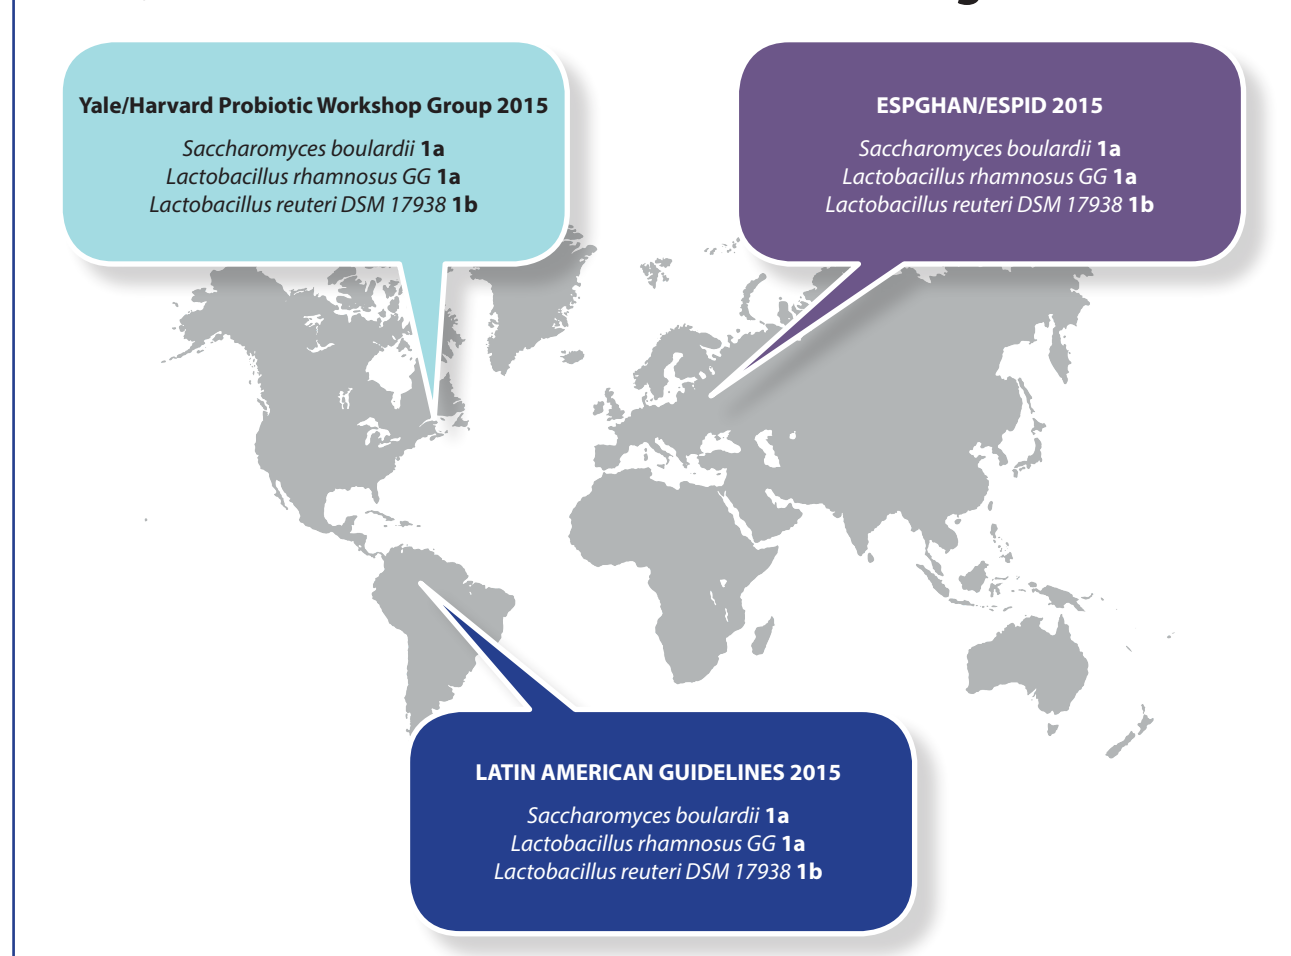 Yale/Harvard Probiotic Workshop Group 2015
Saccharomyces boulardii 1a
Lactobacillus rhamnosus GG 1a
Lactobacillus reuteri DSM 17938 1b
ESPGHAN/ESPID 2015
Saccharomyces boulardii 1a
Lactobacillus rhamnosus GG 1a
Lactobacillus reuteri DSM 17938 1b
LATIN AMERICAN GUIDELINES 2015
Saccharomyces boulardii 1a
Lactobacillus rhamnosus GG 1a
Lactobacillus reuteri DSM 17938 1b